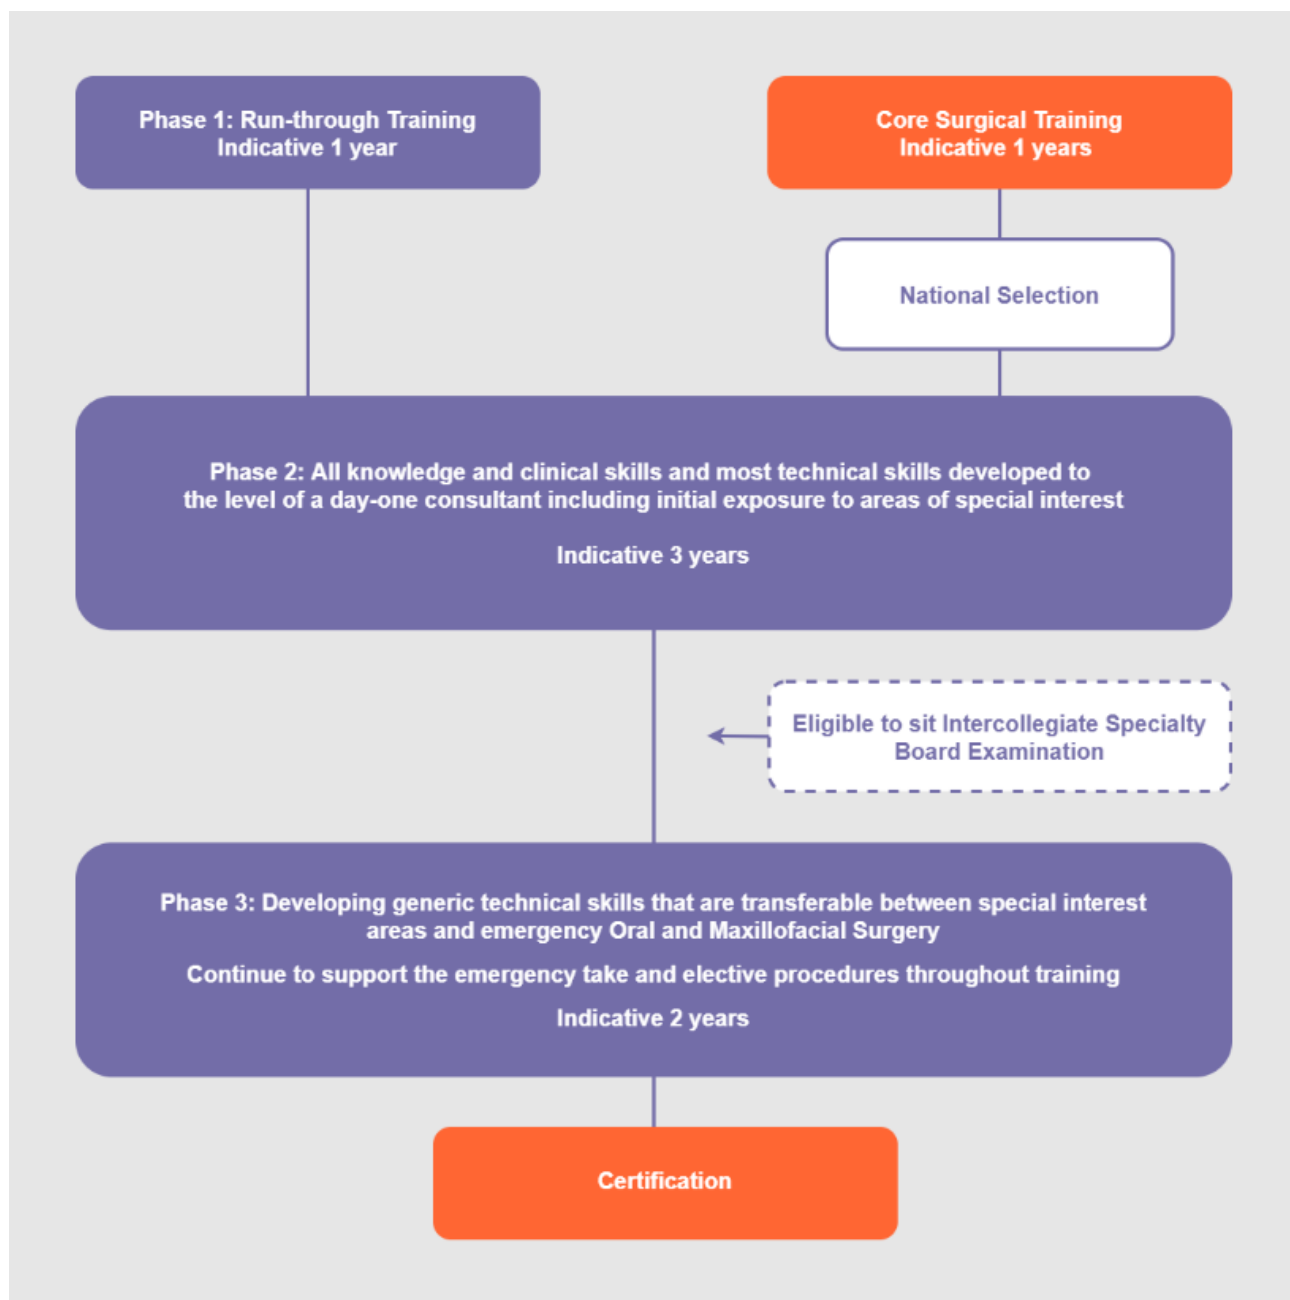 Phase 1: Run-through Training
Indicative 1 year
Core Surgical Training
Indicative 1 years
National Selection
Phase 2: All knowledge and clinical skills and most technical skills developed to
the level of a day-one consultant including initial exposure to areas of special interest
Indicative 3 years
Eligible to sit Intercollegiate Specialty
Board Examination
Phase 3: Developing generic technical skills that are transferable between special interest
areas and emergency Oral and Maxillofacial Surgery
Continue to support the emergency take and elective procedures throughout training
Indicative 2 years
Certification